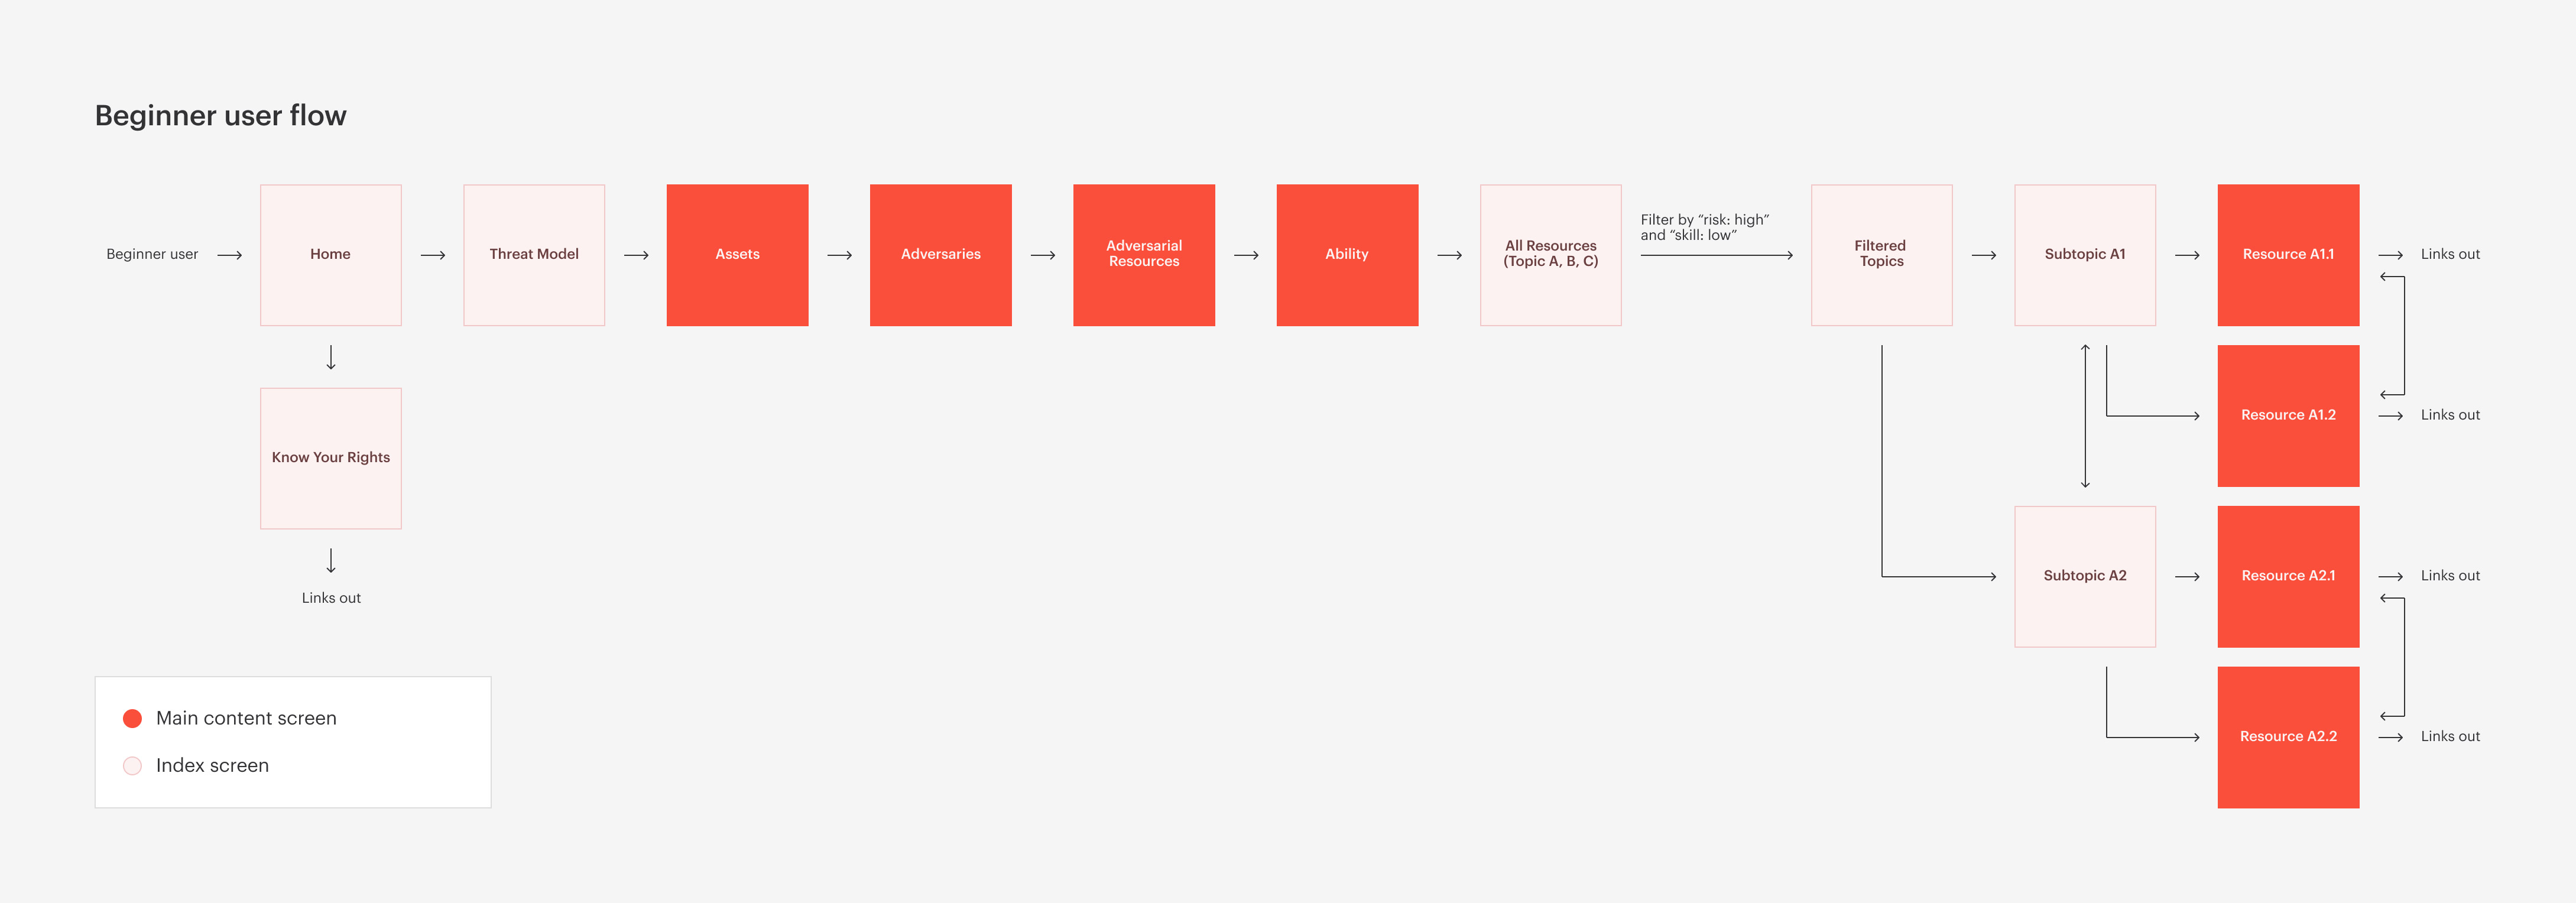 Beginner user flow
Beginner user
Home
Threat Model
Assets
Adversaries
Adversarial
Resources
Ability
All Resources
(Topic A, B, C)
Filter by “risk: high”
and “skill: low”
Filtered
Topics
Subtopic A1
Resource A1.1
Links out
Resource A1.2
Links out
Know Your Rights
Links out
Subtopic A2
Resource A2.1
Links out
Resource A2.2
Links out
Main content screen
Index screen